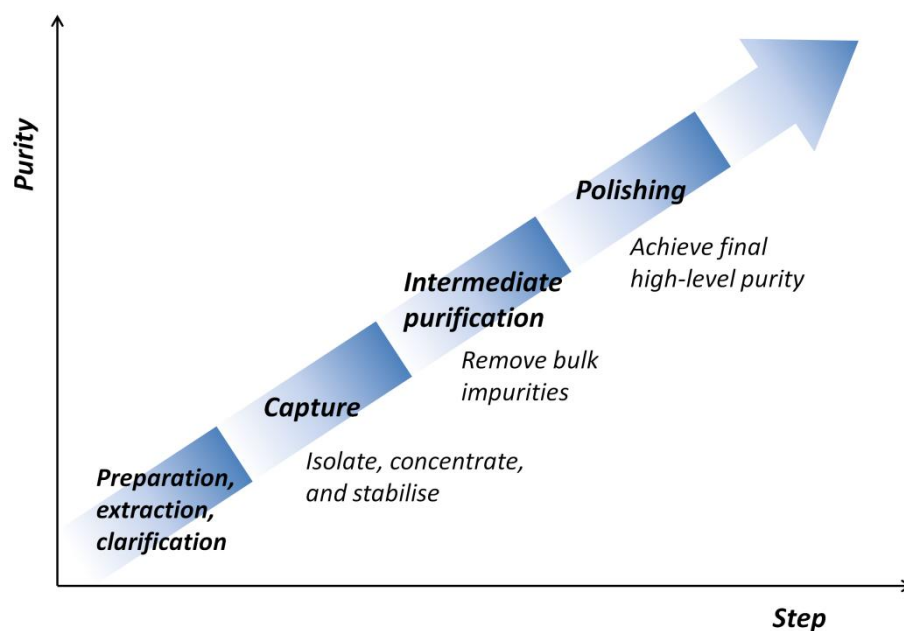 Purity
Polishing
Achieve final
high-level purity
Intermediate
purification
Remove bulk
impurities
Capture
Isolate, concentrate,
and stabilise
Preparation,
extraction,
clarification
Step